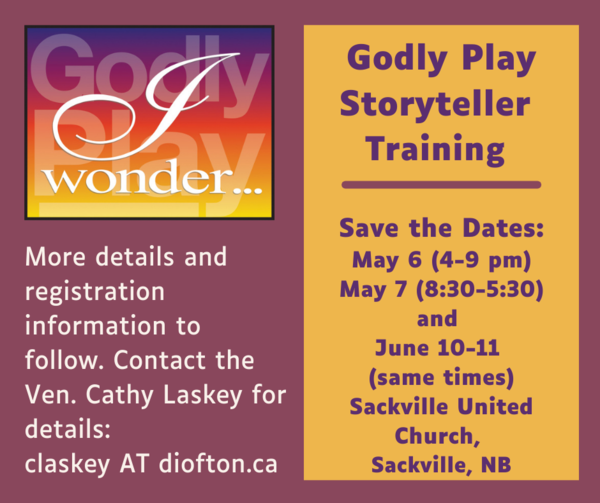 Godly
Play
I
wonder...
More details and
registration
information to
follow. Contact the
Ven. Cathy Laskey for
details:
claskey AT diofton.ca
Godly Play
Storyteller
Training
Save the Dates:
May 6 (4-9 pm)
May 7 (8:30-5:30)
and
June 10-11
(same times)
Sackville United
Church,
Sackville, NB